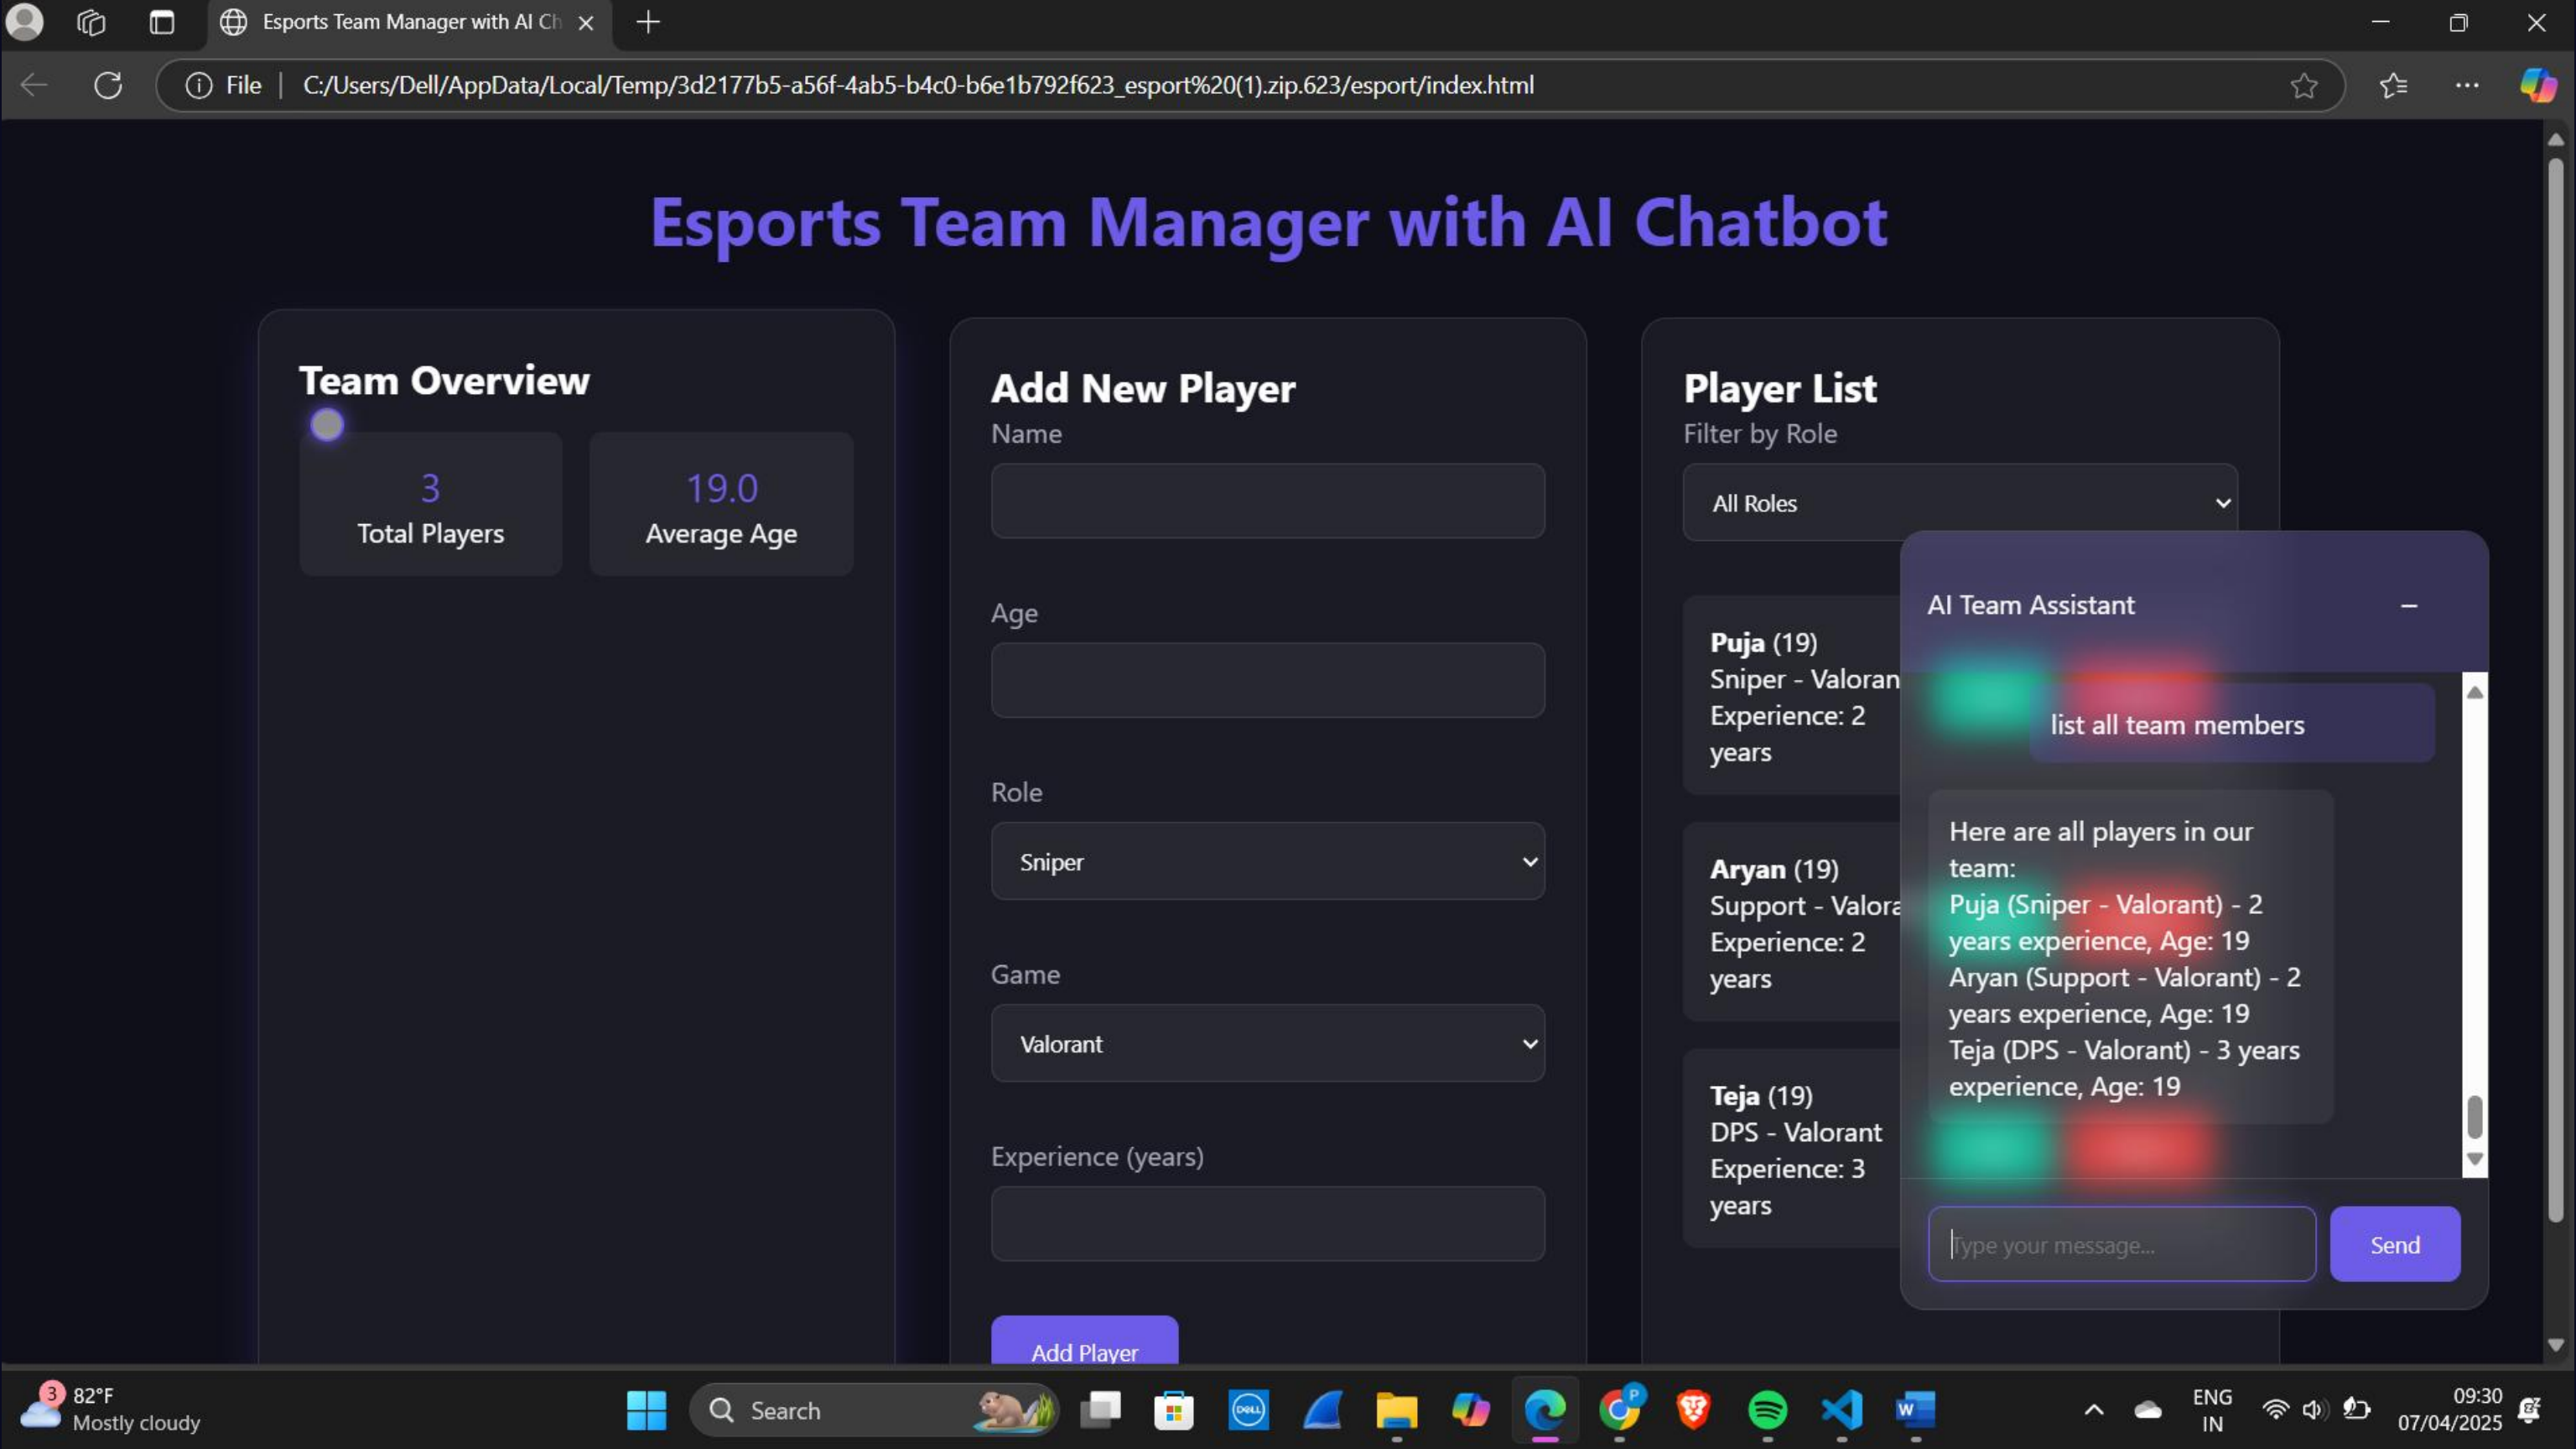 Esports Team Manager with AI Ch
File
C:/Users/Dell/AppData/Local/Temp/3d2177b5-a56f-4ab5-b4c0-b6e1b792f623_esport%20(1).zip.623/esport/index.html
Esports Team Manager with AI Chatbot
Team Overview
3
Total Players
19.0
Average Age
Add New Player
Name
Age
Role
Sniper
Game
Valorant
Experience (years)
Add Player
Player List
Filter by Role
All Roles
Puja (19)
Sniper - Valoran
Experience: 2
years
Aryan (19)
Support - Valora
Experience: 2
years
Teja (19)
DPS - Valorant
Experience: 3
years
AI Team Assistant
list all team members
Here are all players in our
team:
Puja (Sniper - Valorant) - 2
years experience, Age: 19
Aryan (Support - Valorant) - 2
years experience, Age: 19
Teja (DPS - Valorant) - 3 years
experience, Age: 19
Type your message...
Send
3
82°F
Mostly cloudy
Search
DELL
P
W
ENG
IN
09:30
07/04/2025